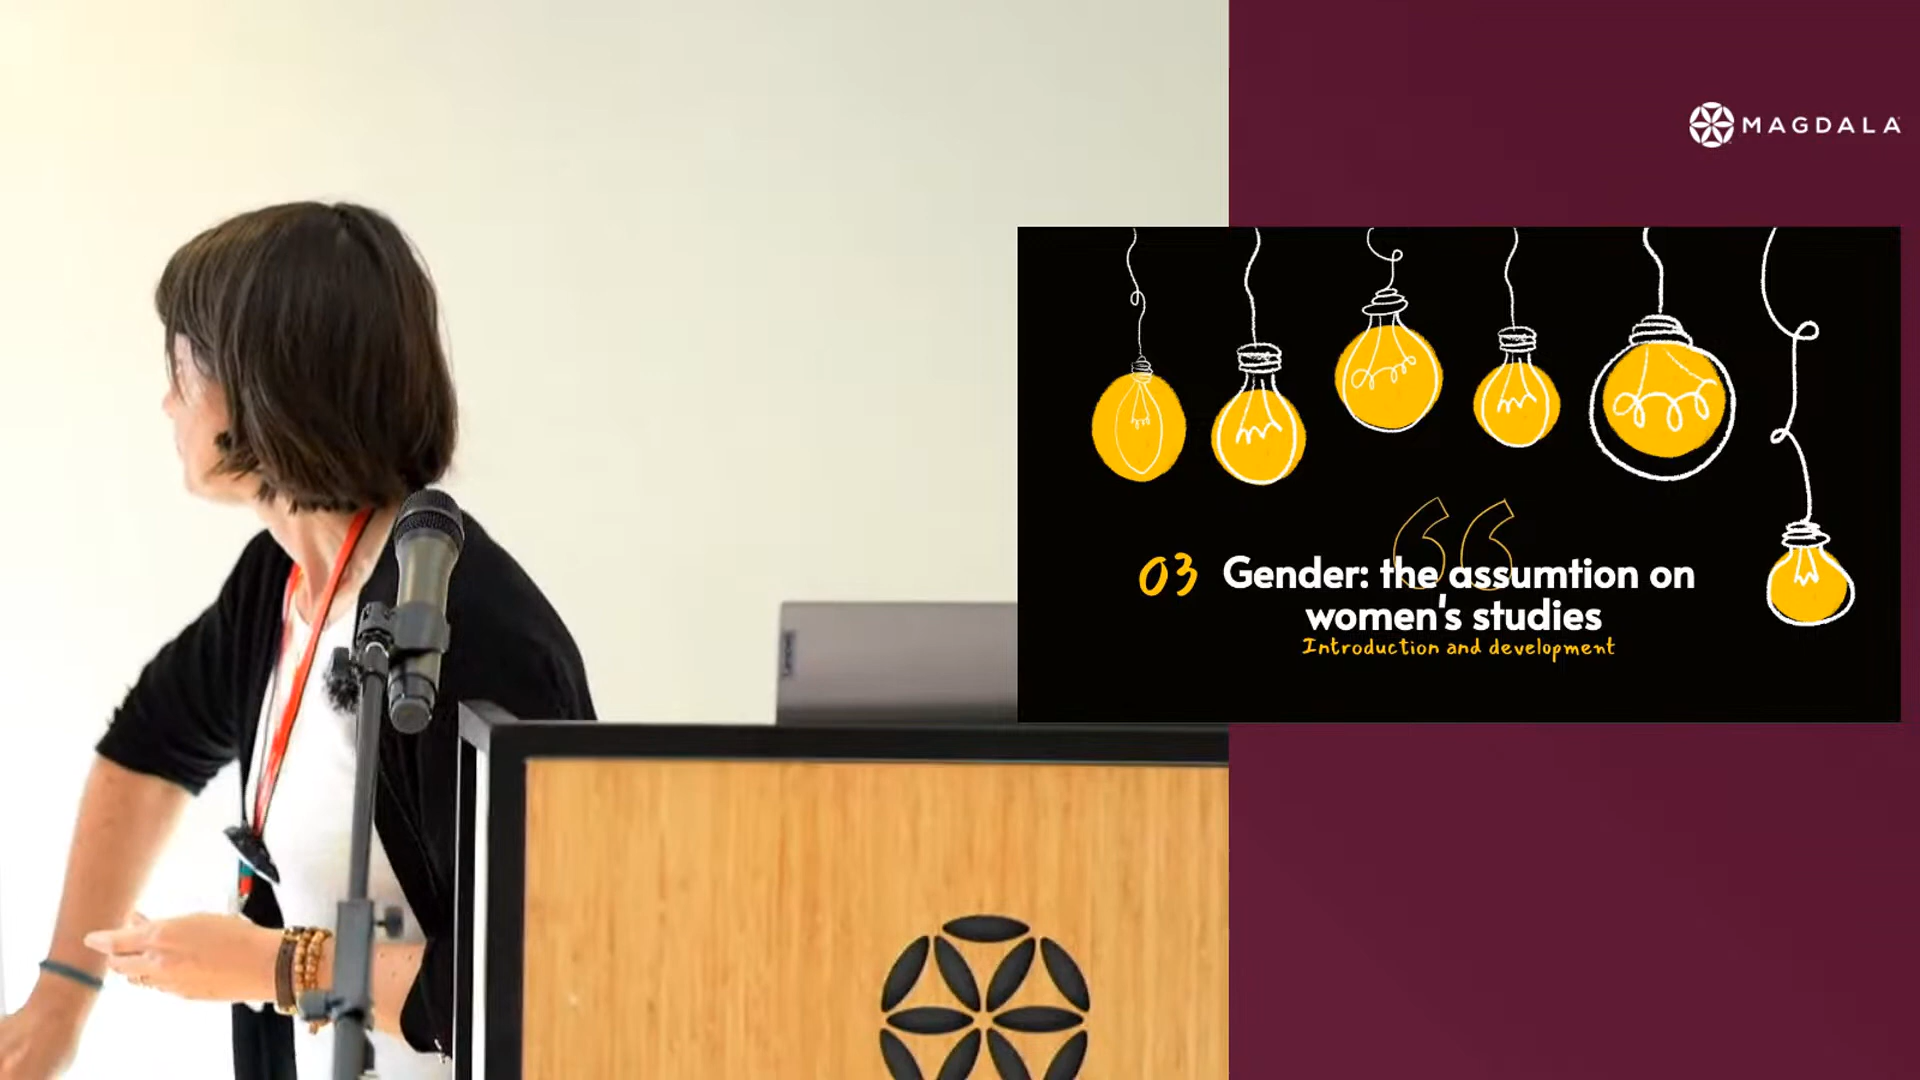 MAGDALA
03 Gender: the assumtion on
women's studies
Introduction and development